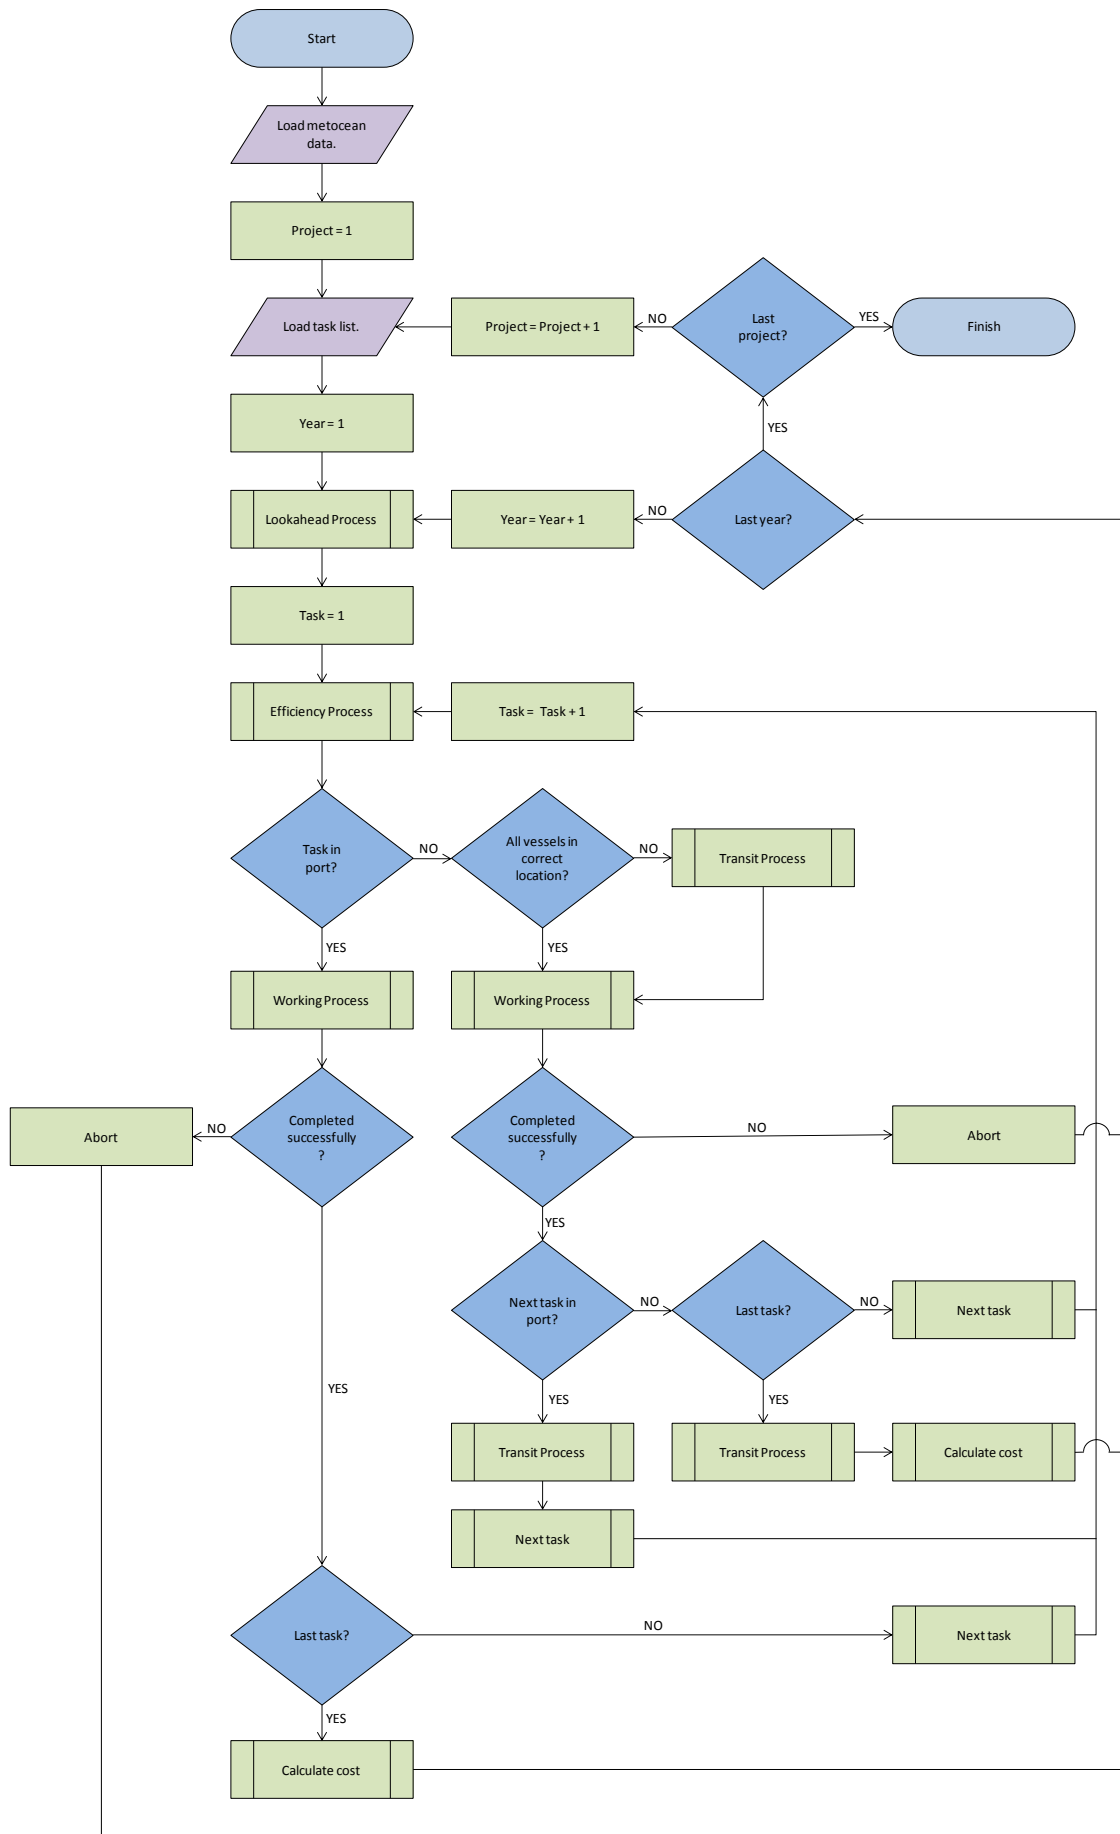 Start
Load metocean
data.
Project = 1
Load task list.
Project = Project + 1
NO
Last
project?
YES
Finish
Year = 1
YES
Lookahead Process
Year = Year + 1
NO
Last year?
Task = 1
Efficiency Process
Task =  Task + 1
Task in
port?
NO
All vessels in
correct
location?
NO
Transit Process
YES
YES
Working Process
Working Process
Abort
NO
Completed
successfully
?
Completed
successfully
?
NO
Abort
YES
Next task in
port?
NO
Last task?
NO
Next task
YES
YES
YES
Transit Process
Transit Process
Calculate cost
Next task
Last task?
NO
Next task
YES
Calculate cost